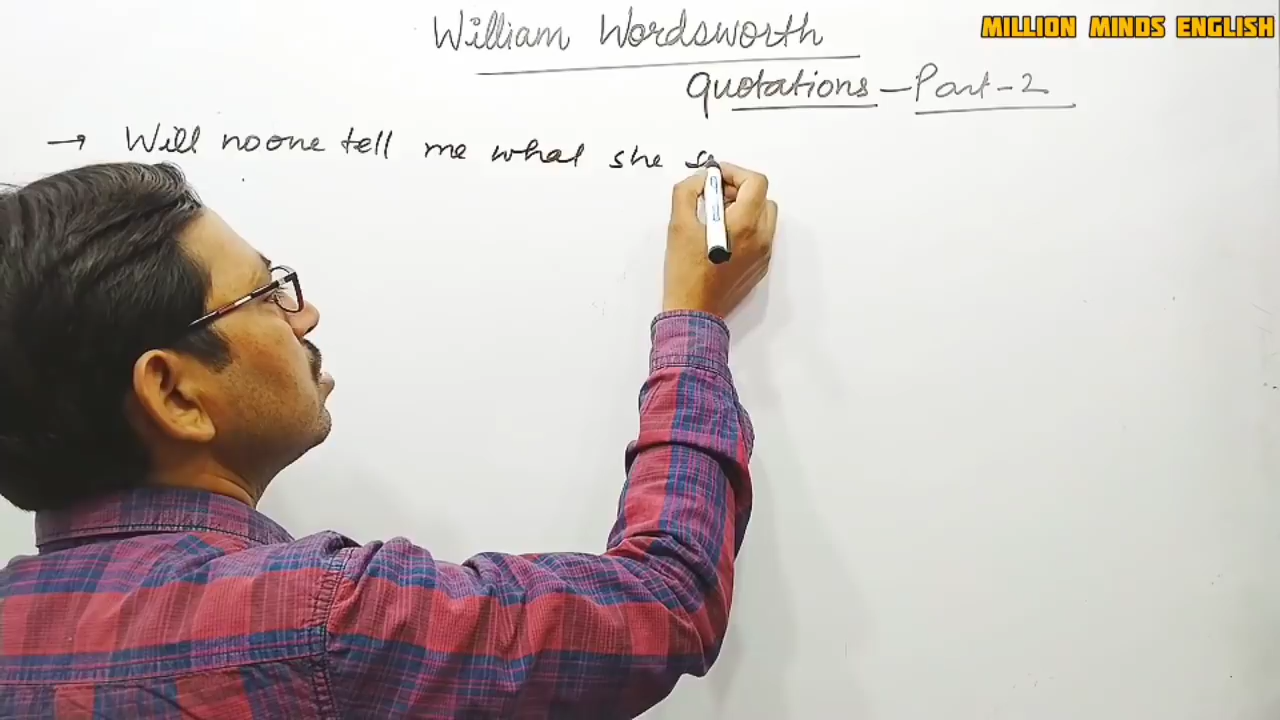 MILLION MINDS ENGLISH
William Wordsworth
Quotations - Part-2
→ Will noone tell me what she s